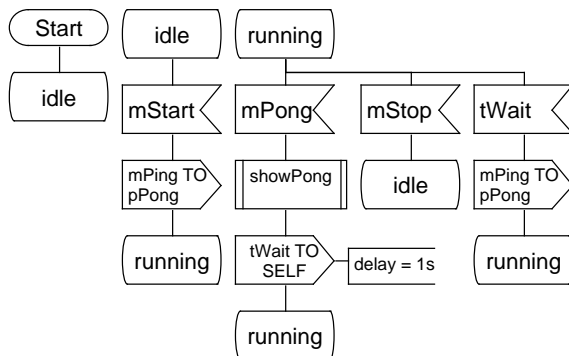 Start
idle
idle
mStart
mPing TO
pPong
running
running
mPong
showPong
tWait TO
SELF
delay = 1s
running
mStop
idle
tWait
mPing TO
pPong
running